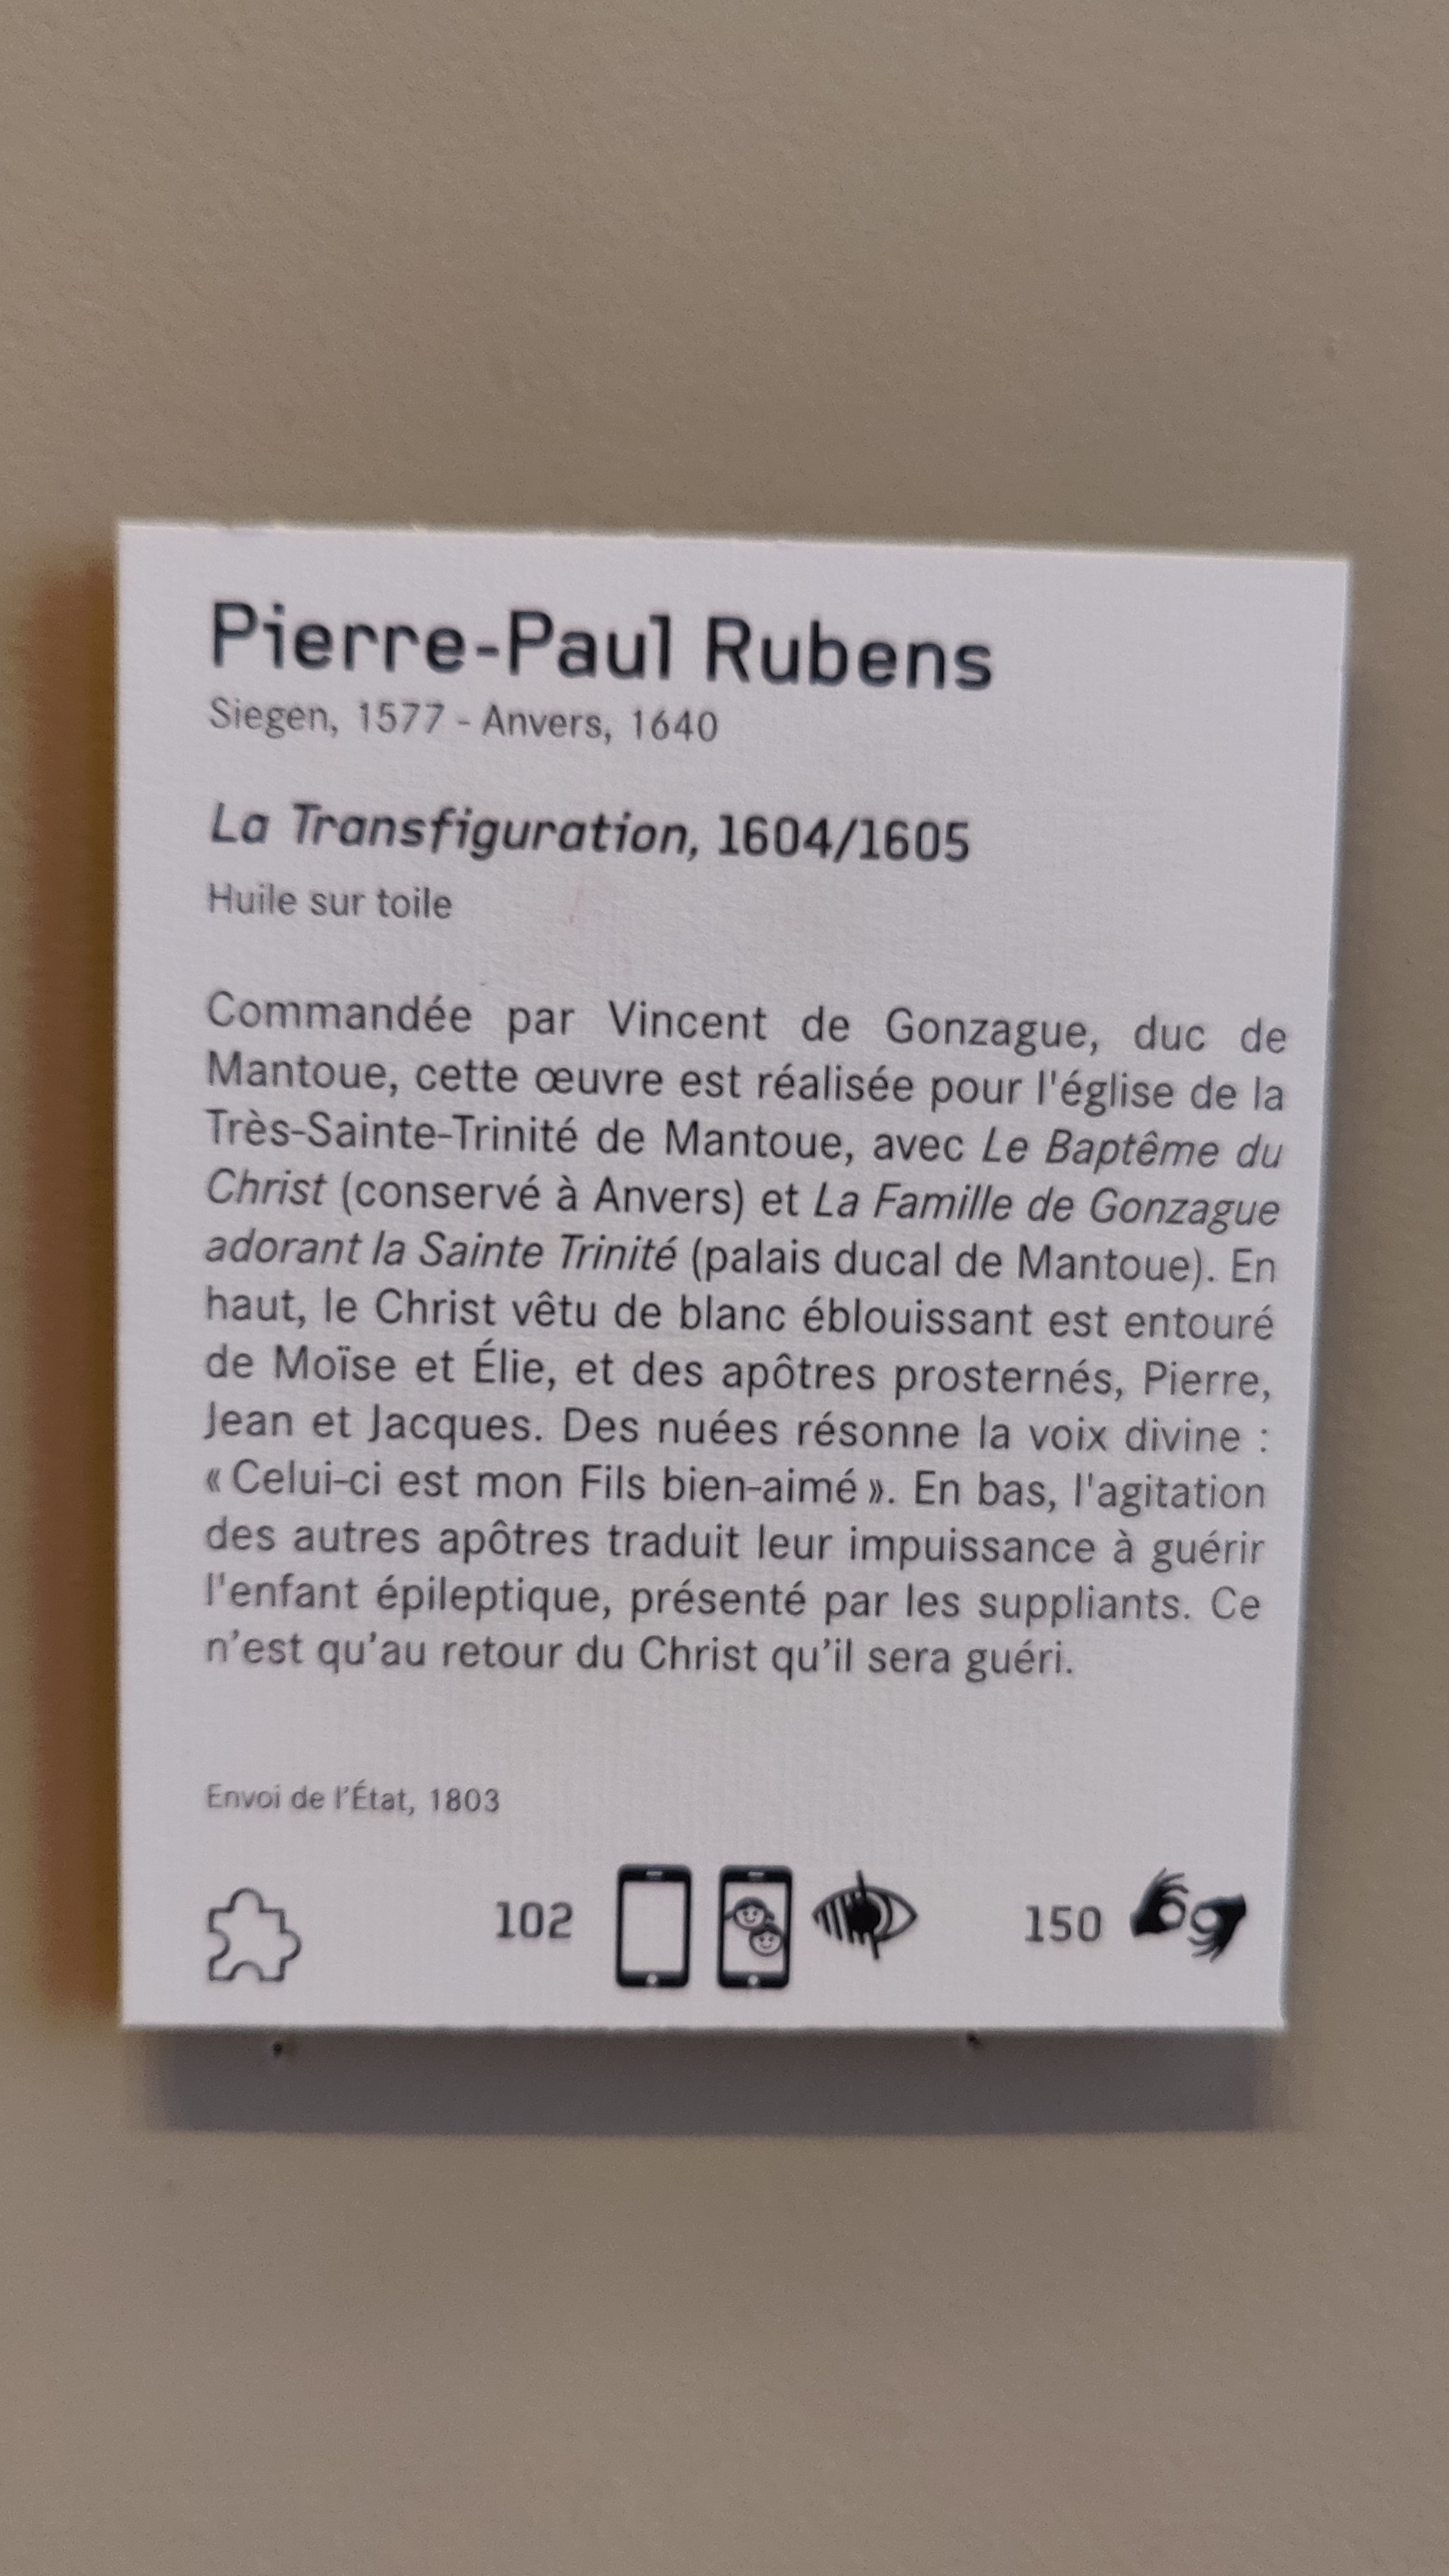 Pierre-Paul Rubens
Siegen, 1577 - Anvers, 1640
La Transfiguration, 1604/1605
Huile sur toile
Commandée par Vincent de Gonzague, duc de
Mantoue, cette œuvre est réalisée pour l'église de la
Très-Sainte-Trinité de Mantoue, avec Le Baptême du
Christ (conservé à Anvers) et La Famille de Gonzague
adorant la Sainte Trinité (palais ducal de Mantoue). En
haut, le Christ vêtu de blanc éblouissant est entouré
de Moïse et Élie, et des apôtres prosternés, Pierre,
Jean et Jacques. Des nuées résonne la voix divine :
« Celui-ci est mon Fils bien-aimé ». En bas, l'agitation
des autres apôtres traduit leur impuissance à guérir
l'enfant épileptique, présenté par les suppliants. Ce
n’est qu’au retour du Christ qu’il sera guéri.
Envoi de l’État, 1803
102 150